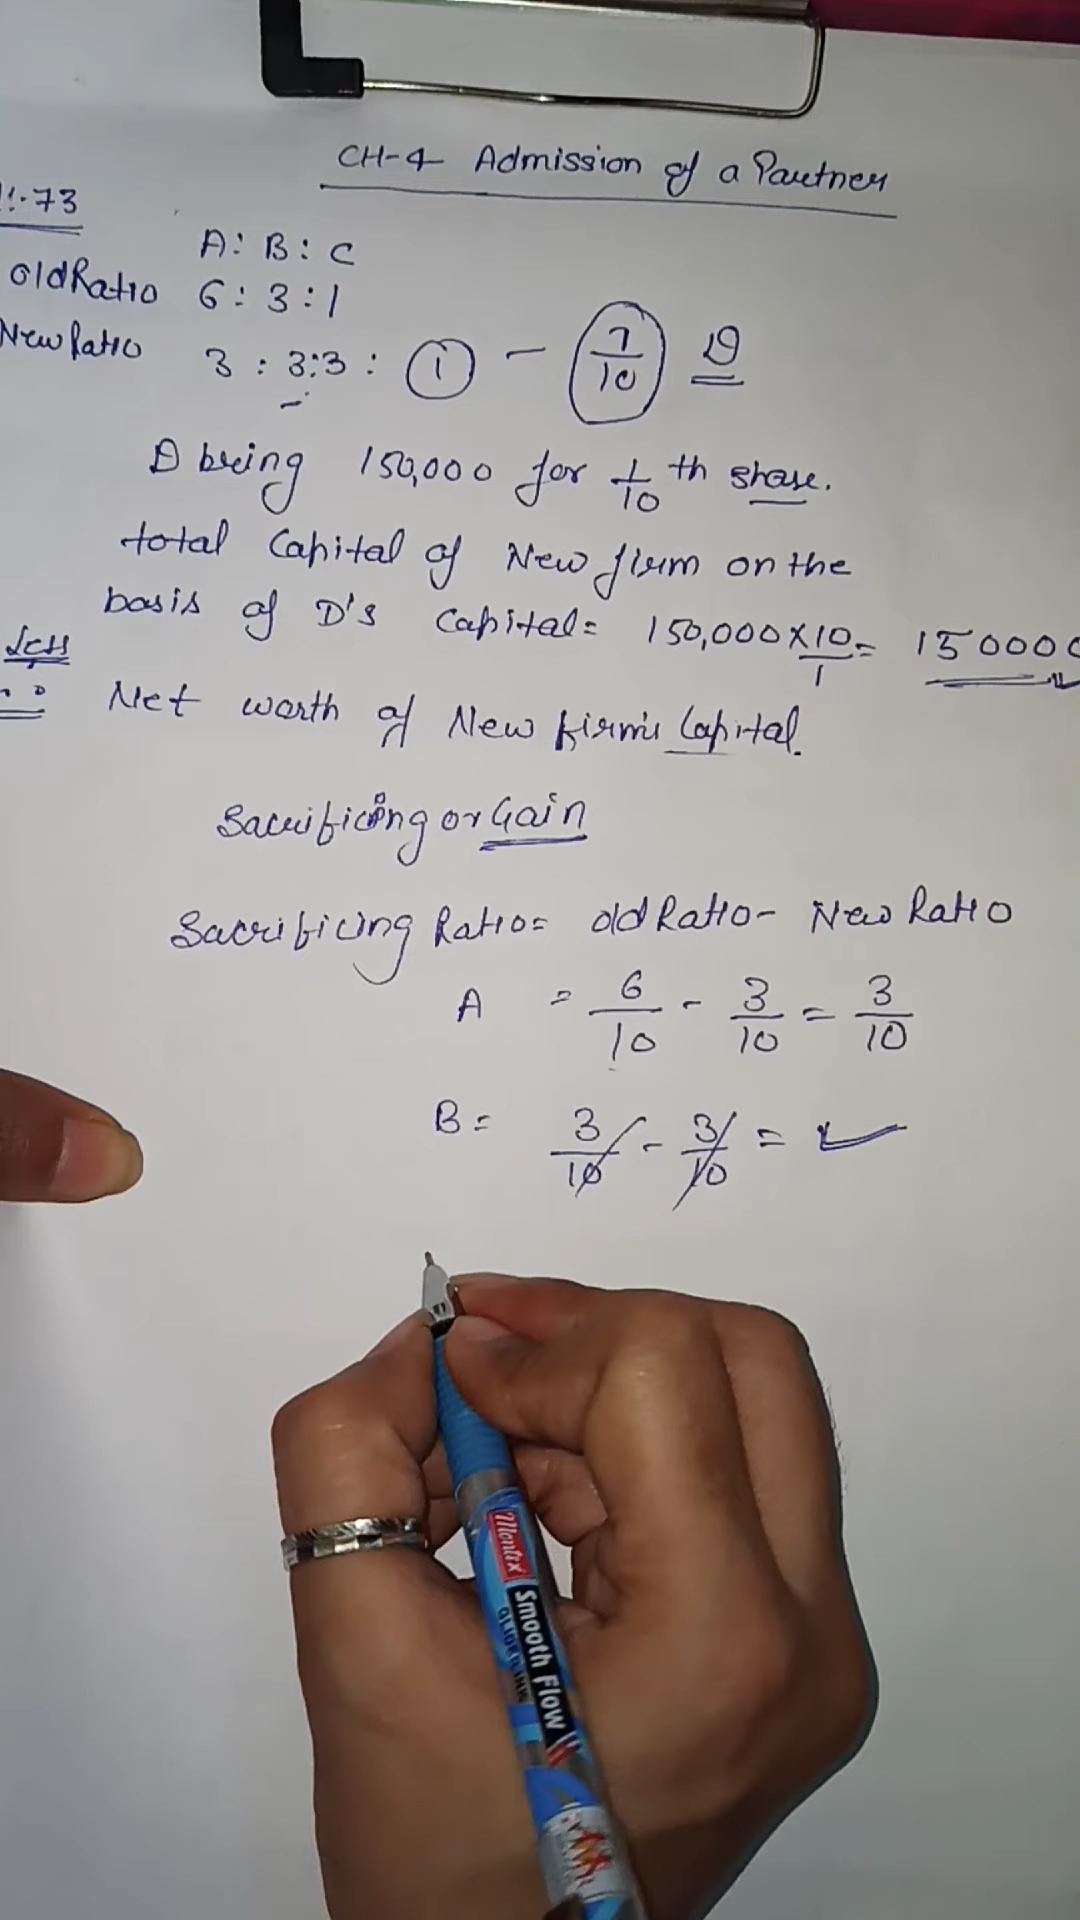 CH-4 Admission of a Partner
73
A: B: C
Old Ratio 6: 3: 1
New Ratio 3: 3: 3: 1 - 1/10 D
D bring 150,000 for 1/10 th share.
total Capital of New firm on the
basis of D's Capital = 150,000 × 10/1 = 150000
Less
Net worth of New firm's Capital.
Sacrificing or Gain
Sacrificing Ratio = old Ratio - New Ratio
A = 6/10 - 3/10 = 3/10
B = 3/10 - 3/10 =
Montex
Smooth Flow